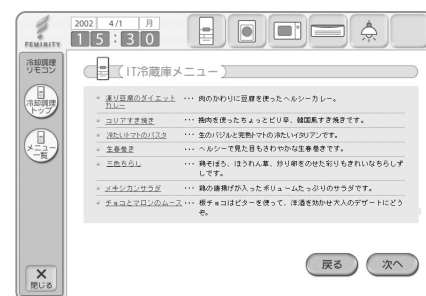 FEMINITY
2002 4/1 月
15:30
冷却調理
リモコン
冷却調理
トップ
メニュー
一覧
閉じる
IT冷蔵庫メニュー
凍り豆腐のダイエット
カレー
・・・ 肉のかわりに豆腐を使ったヘルシーカレー。
コリアすき焼き ・・・ 豚肉を使ったちょっとピリ辛、韓国風すき焼きです。
冷たいトマトのパスタ ・・・ 生のバジルと完熟トマトの冷たいイタリアンです。
生春巻き ・・・ ヘルシーで見た目もさわやかな生春巻きです。
三色ちらし ・・・ 鶏そぼろ、ほうれん草、炒り卵をのせた彩りもきれいなちらしず
しです。
メキシカンサラダ ・・・ 鶏の唐揚げが入ったボリュームたっぷりのサラダです。
チョコとマロンのムース ・・・ 板チョコはビターを使って、洋酒を効かせ大人のデザートにどう
ぞ。
戻る 次へ